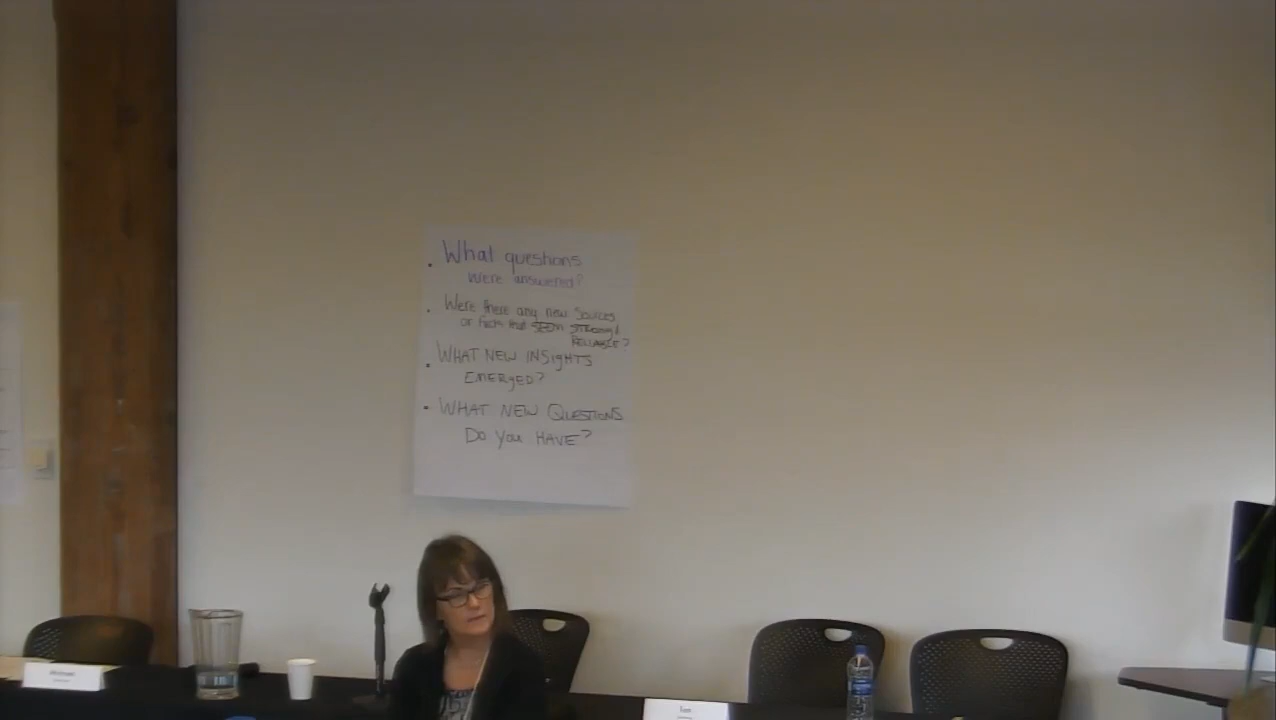 • What questions
were answered?
• Were there any new sources
or facts that SEEM STRONG &
RELIABLE?
• WHAT NEW INSIGHTS
EMERGED?
• WHAT NEW QUESTIONS
Do You HAVE?